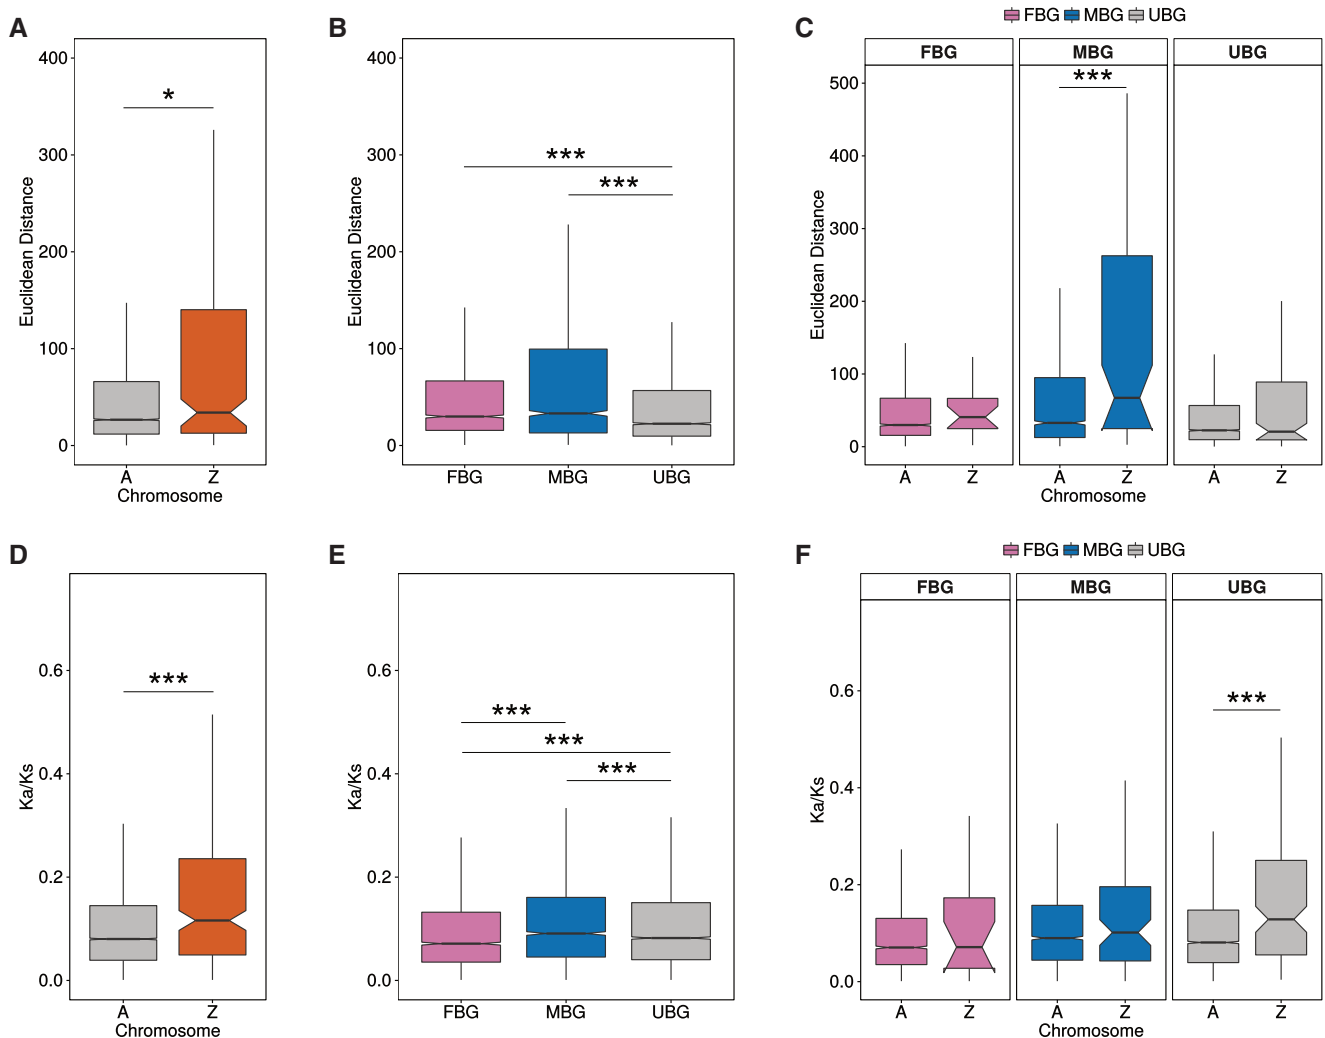 A
400
300
200
100
0
Euclidean Distance
*
A Z
Chromosome
B
400
300
200
100
0
Euclidean Distance
***
***
FBG MBG UBG
C
FBG MBG UBG
FBG MBG UBG
500
400
300
200
100
0
Euclidean Distance
***
A Z A Z A Z
Chromosome
D
0.6
0.4
0.2
0.0
Ka/Ks
***
A Z
Chromosome
E
0.6
0.4
0.2
0.0
Ka/Ks
***
***
***
FBG MBG UBG
F
FBG MBG UBG
FBG MBG UBG
0.6
0.4
0.2
0.0
Ka/Ks
***
A Z A Z A Z
Chromosome